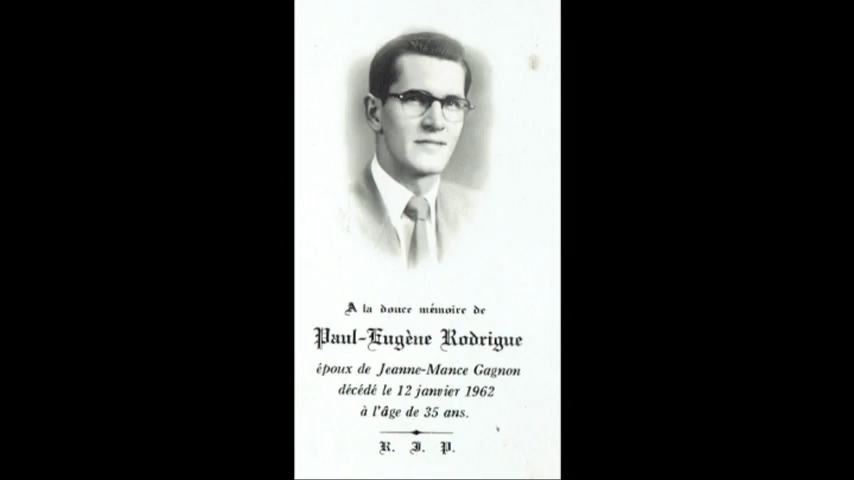 A la douce mémoire de
Paul-Eugène Rodrigue
époux de Jeanne-Mance Gagnon
décédé le 12 janvier 1962
à l'âge de 35 ans.
R. I. P.